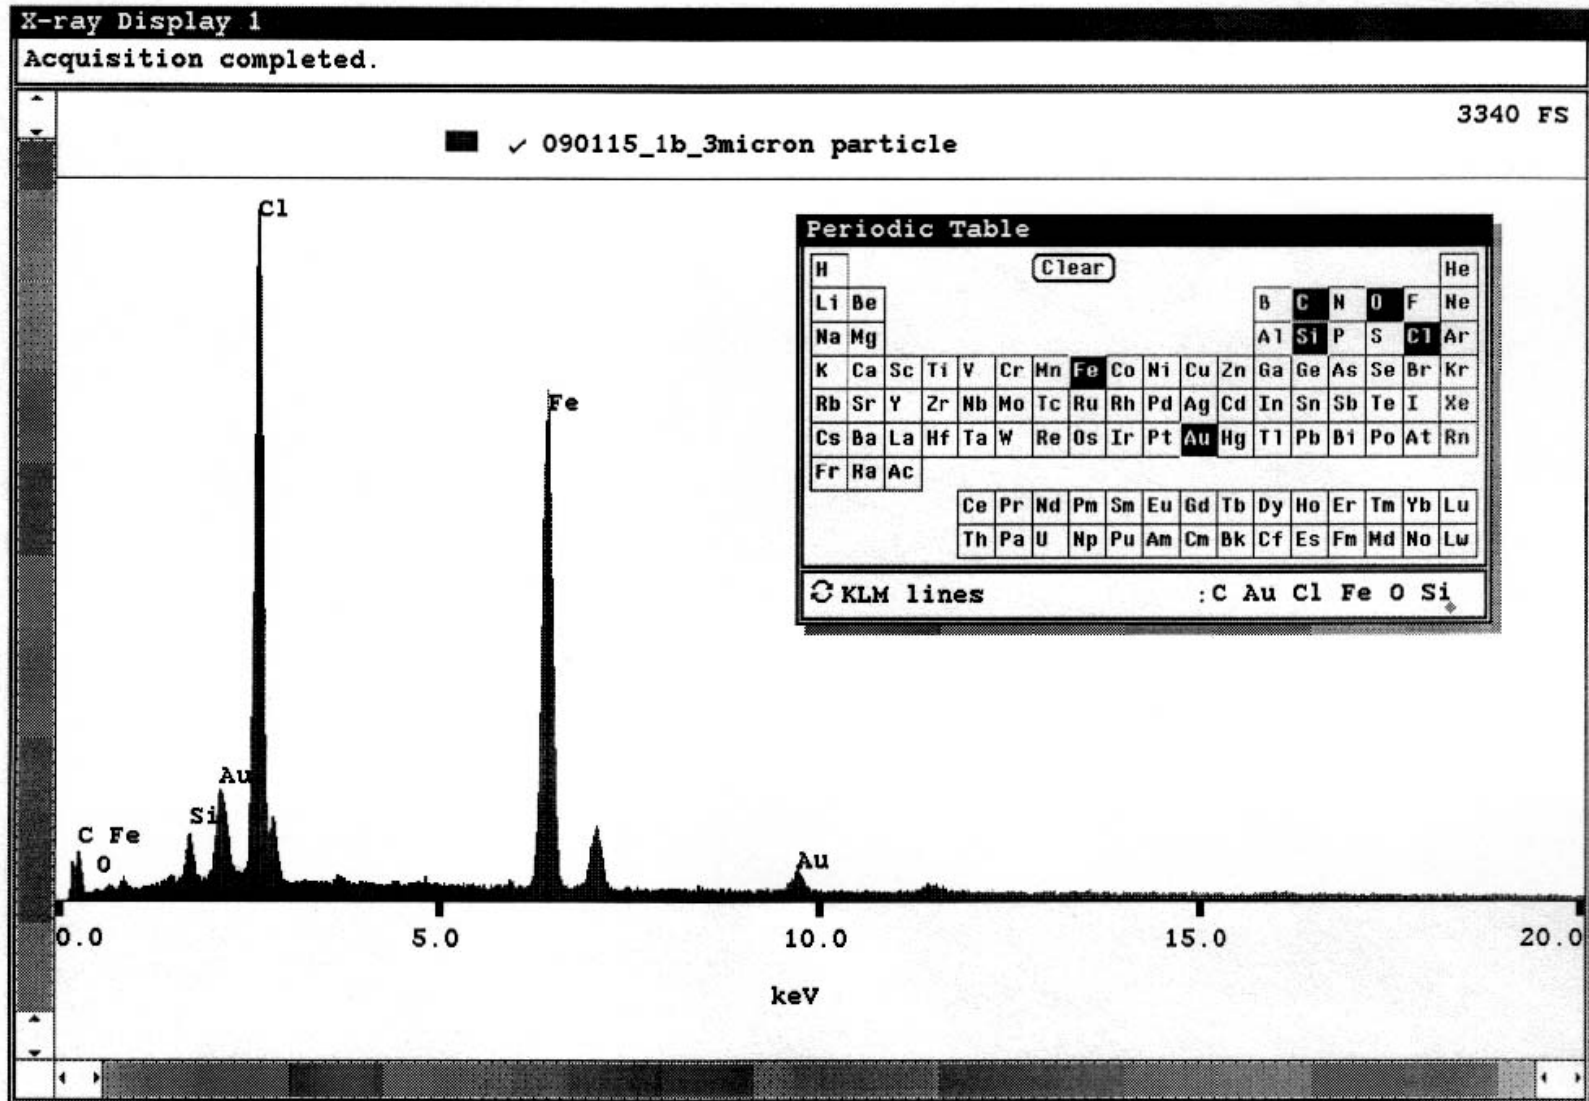 X-ray Display 1
Acquisition completed.
3340 FS
✓ 090115_1b_3micron particle
Cl
Fe
Au
Si
C Fe
O
Au
0.0 5.0 10.0 15.0 20.0
keV
Periodic Table
H Clear He
Li Be B C N O F Ne
Na Mg Al Si P S Cl Ar
K Ca Sc Ti V Cr Mn Fe Co Ni Cu Zn Ga Ge As Se Br Kr
Rb Sr Y Zr Nb Mo Tc Ru Rh Pd Ag Cd In Sn Sb Te I Xe
Cs Ba La Hf Ta W Re Os Ir Pt Au Hg Tl Pb Bi Po At Rn
Fr Ra Ac
Ce Pr Nd Pm Sm Eu Gd Tb Dy Ho Er Tm Yb Lu
Th Pa U Np Pu Am Cm Bk Cf Es Fm Md No Lw
KLM lines :C Au Cl Fe O Si